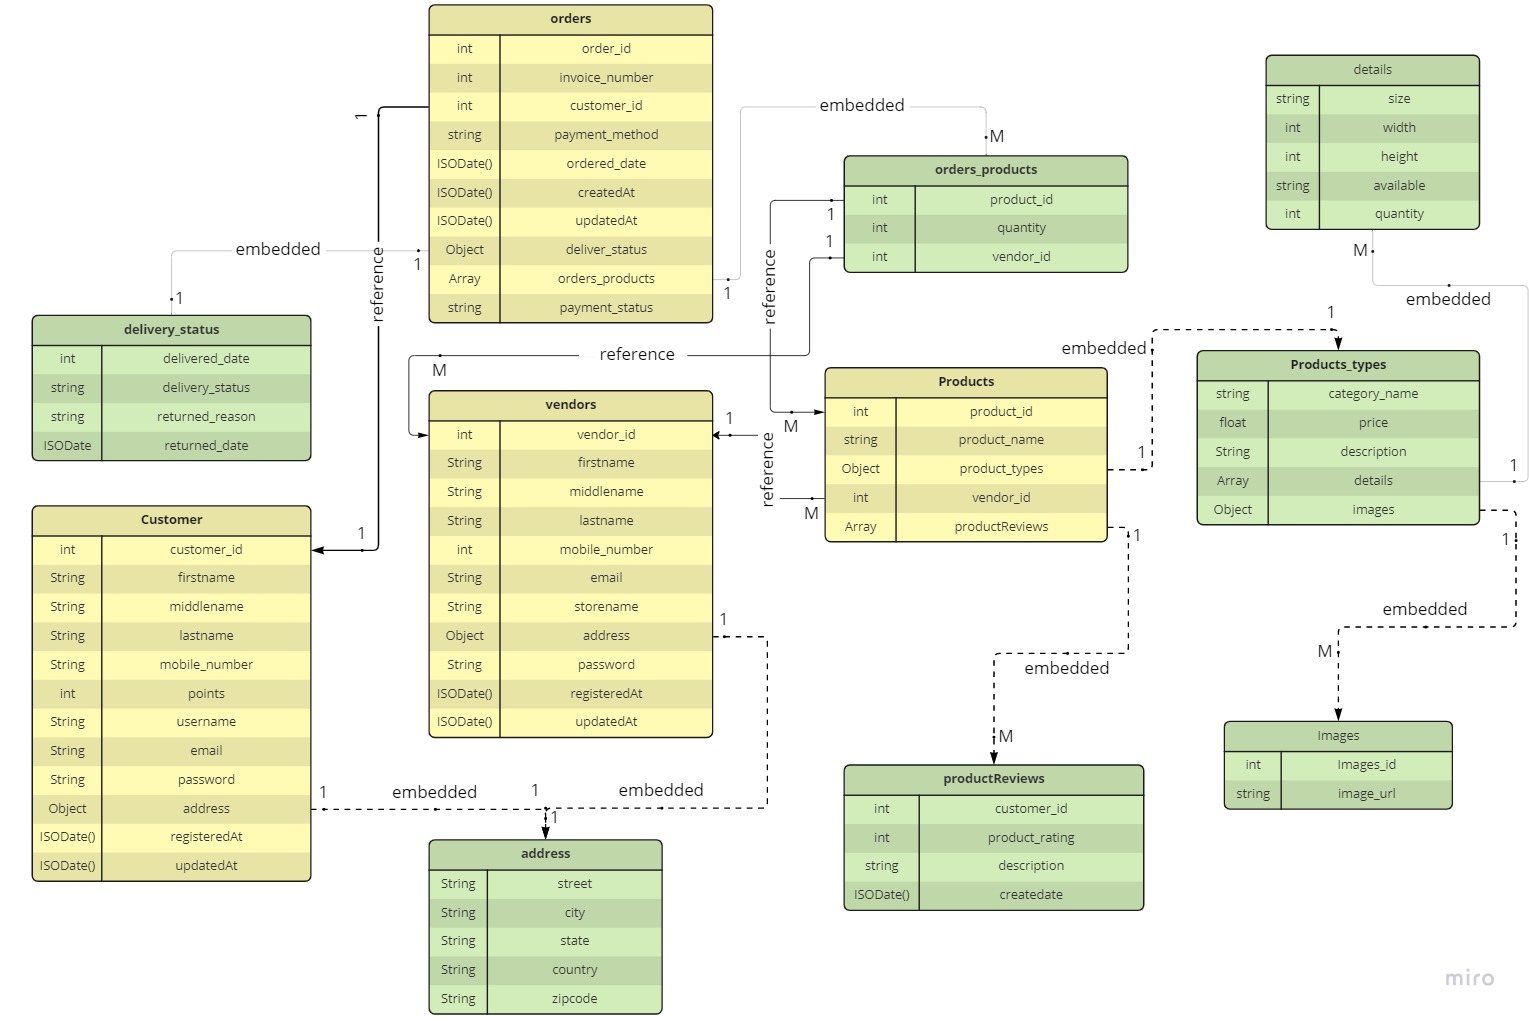 orders
int order_id
int invoice_number
int customer_id
string payment_method
ISODate() ordered_date
ISODate() createdAt
ISODate() updatedAt
Object deliver_status
Array orders_products
string payment_status
details
string size
int width
int height
string available
int quantity
embedded
1
M
orders_products
int product_id
int quantity
int vendor_id
1
1
1
M
embedded
1
1
embedded
1
reference
reference
M
embedded
1
delivery_status
int delivered_date
string delivery_status
string returned_reason
ISODate returned_date
reference
M
embedded
1
vendors
int vendor_id
String firstname
String middlename
String lastname
int mobile_number
String email
String storename
Object address
String password
ISODate() registeredAt
ISODate() updatedAt
Products
int product_id
string product_name
Object product_types
int vendor_id
Array productReviews
Products_types
string category_name
float price
String description
Array details
Object images
1
M
reference
M
1
1
1
1
1
Customer
int customer_id
String firstname
String middlename
String lastname
String mobile_number
int points
String username
String email
String password
Object address
ISODate() registeredAt
ISODate() updatedAt
1
embedded
M
embedded
M
Images
int Images_id
string image_url
productReviews
int customer_id
int product_rating
string description
ISODate() createdate
1
embedded
1
embedded
1
address
String street
String city
String state
String country
String zipcode
miro